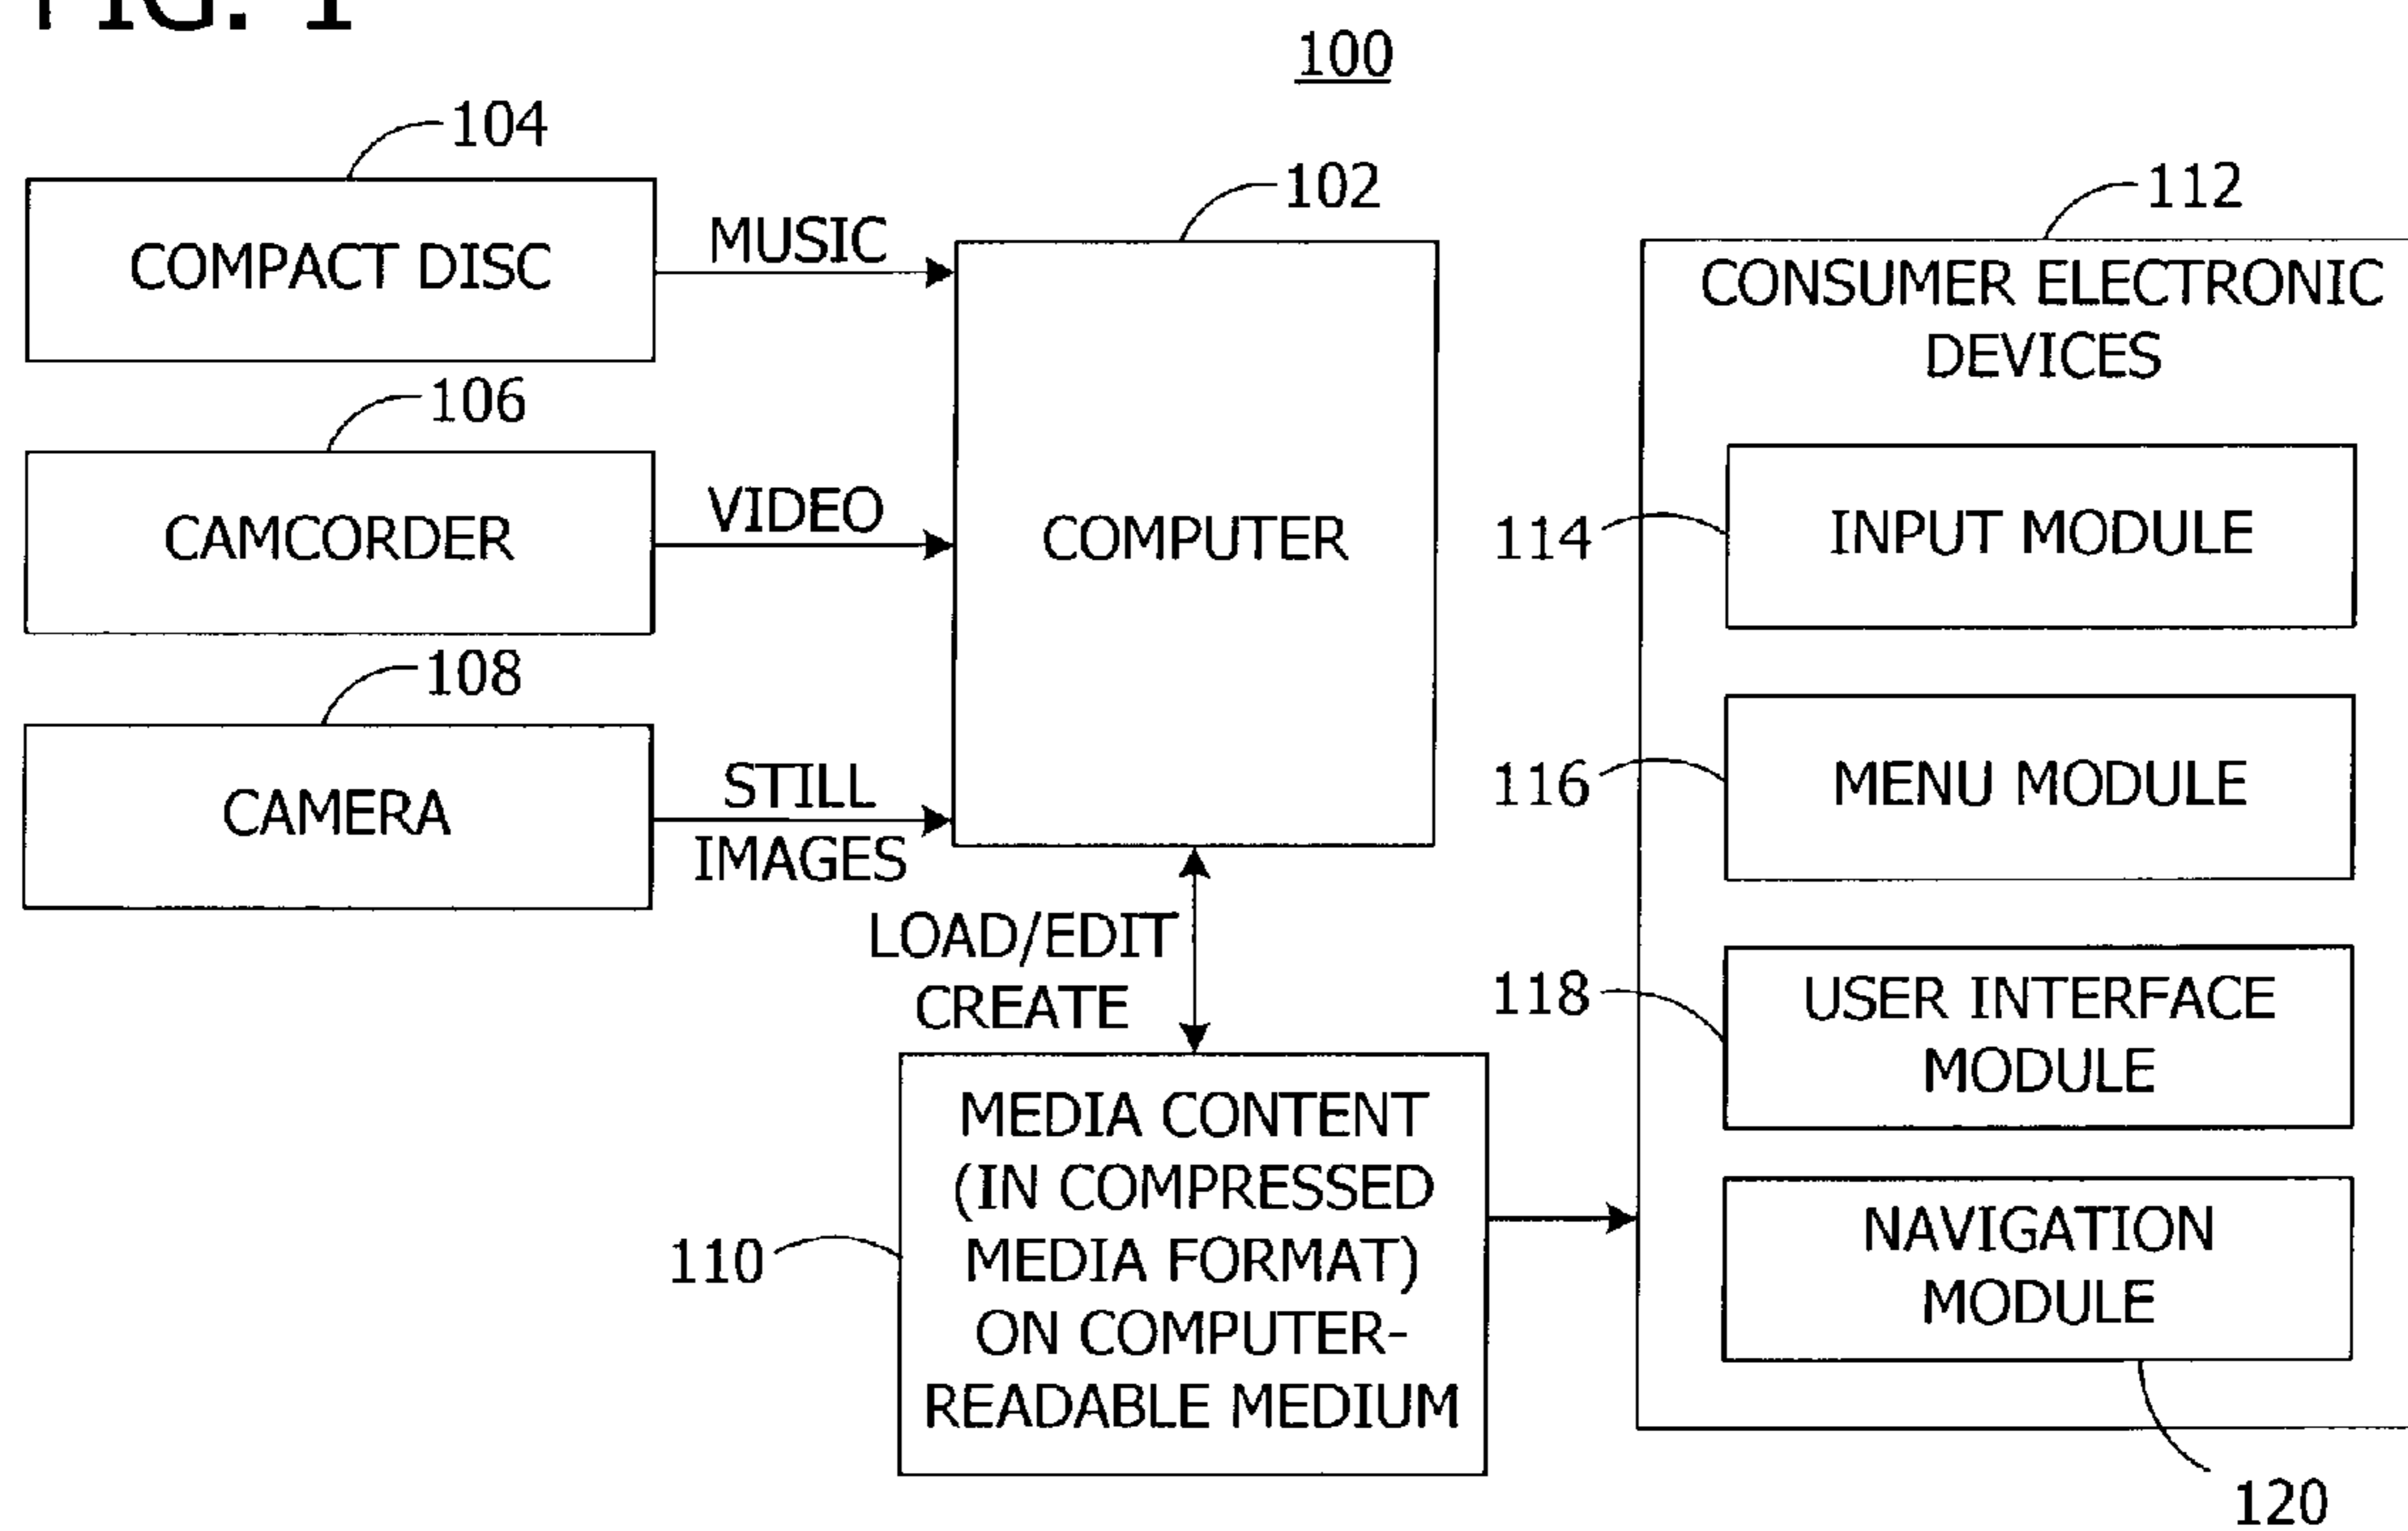 FIG. 1
100
104
COMPACT DISC
MUSIC
106
CAMCORDER
VIDEO
108
CAMERA
STILL
IMAGES
102
COMPUTER
LOAD/EDIT
CREATE
110
MEDIA CONTENT
(IN COMPRESSED
MEDIA FORMAT)
ON COMPUTER-
READABLE MEDIUM
112
CONSUMER ELECTRONIC
DEVICES
114
INPUT MODULE
116
MENU MODULE
118
USER INTERFACE
MODULE
NAVIGATION
MODULE
120